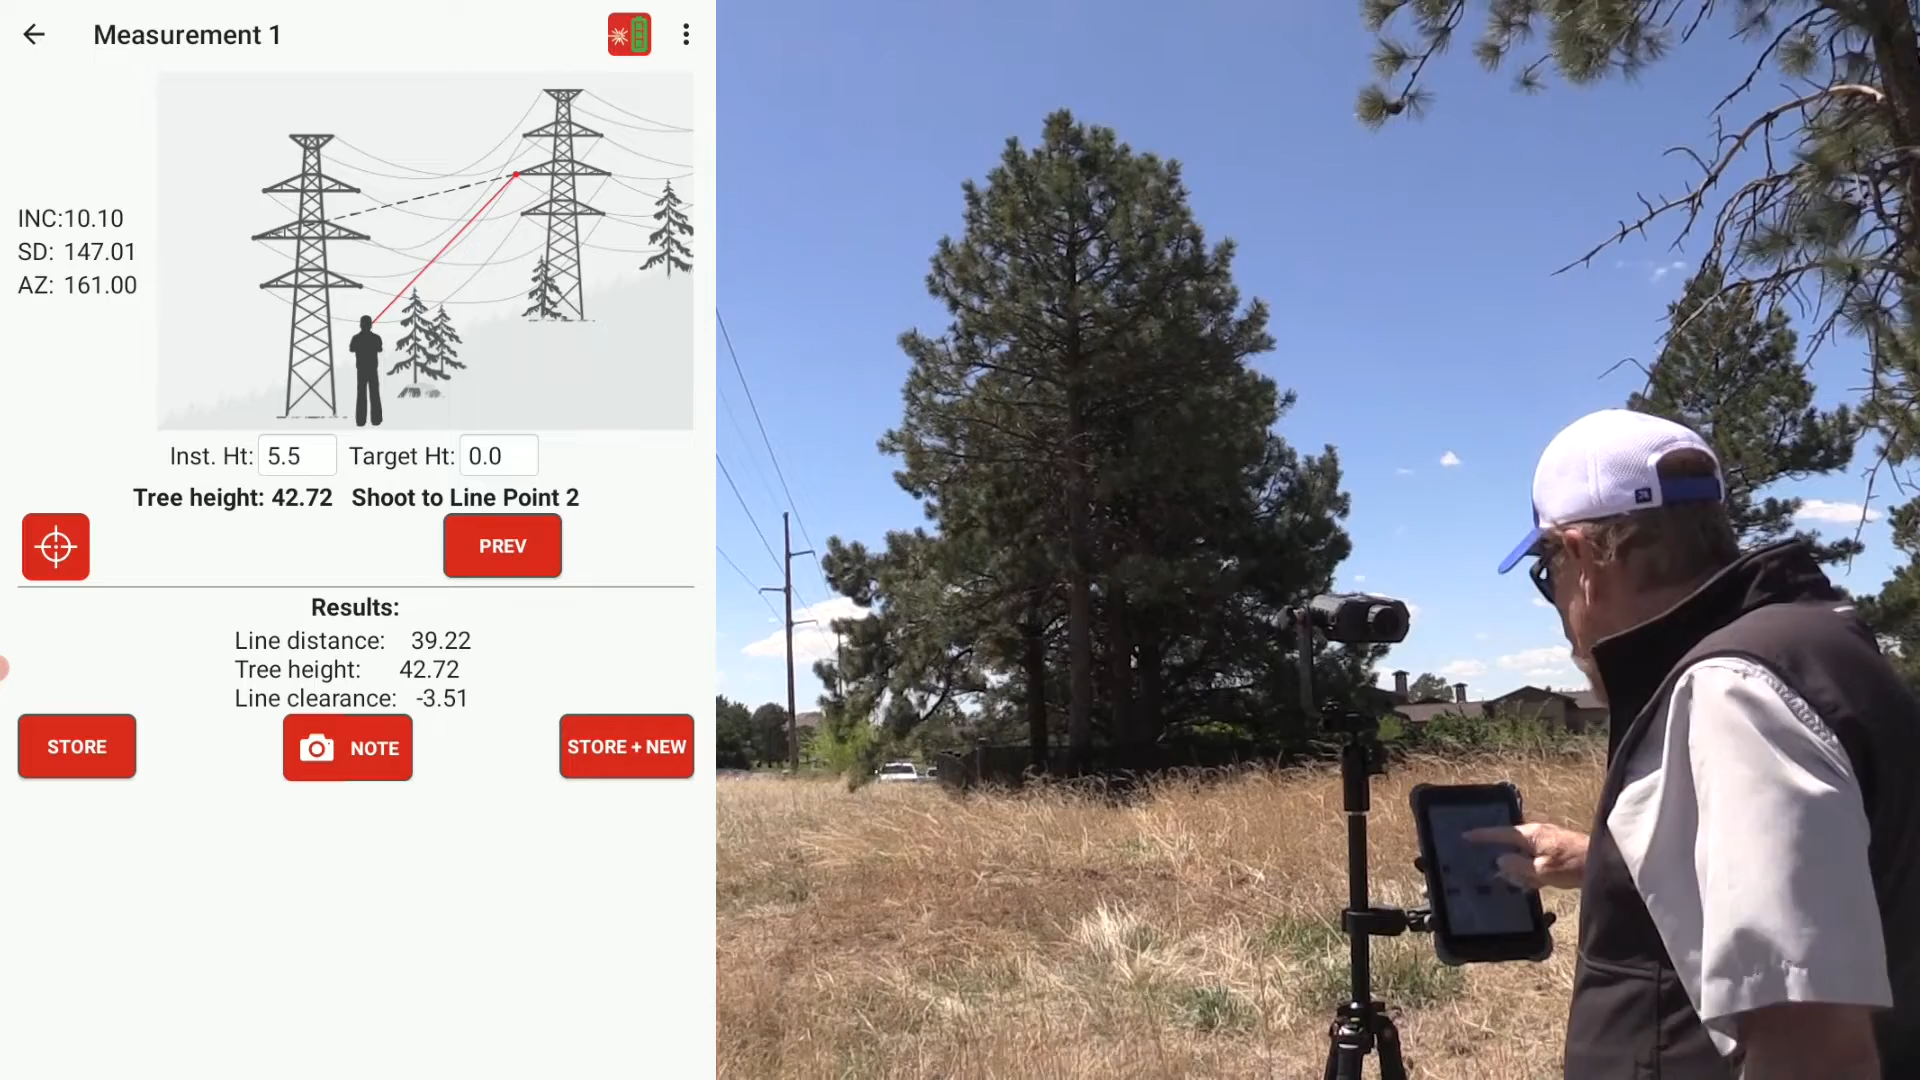 Measurement 1
INC:10.10
SD: 147.01
AZ: 161.00
Inst. Ht: 5.5 Target Ht: 0.0
Tree height: 42.72 Shoot to Line Point 2
PREV
Results:
Line distance: 39.22
Tree height: 42.72
Line clearance: -3.51
STORE
NOTE
STORE + NEW